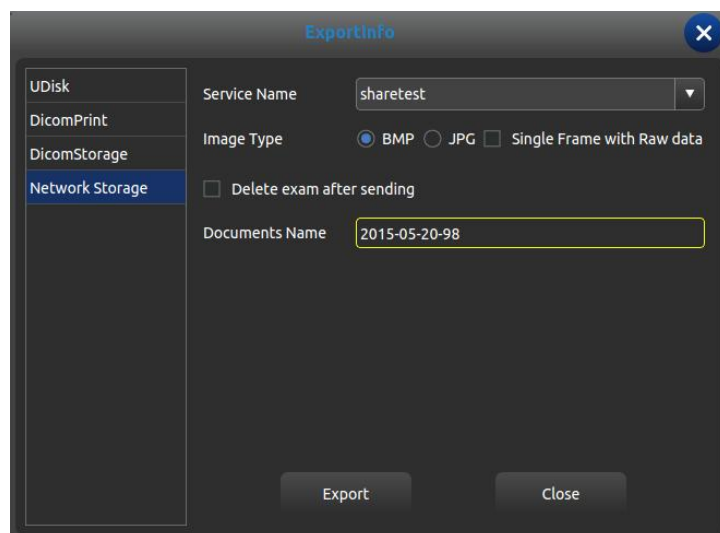 ExportInfo
UDisk
DicomPrint
DicomStorage
Network Storage
Service Name sharetest
Image Type BMP JPG Single Frame with Raw data
Delete exam after sending
Documents Name 2015-05-20-98
Export Close